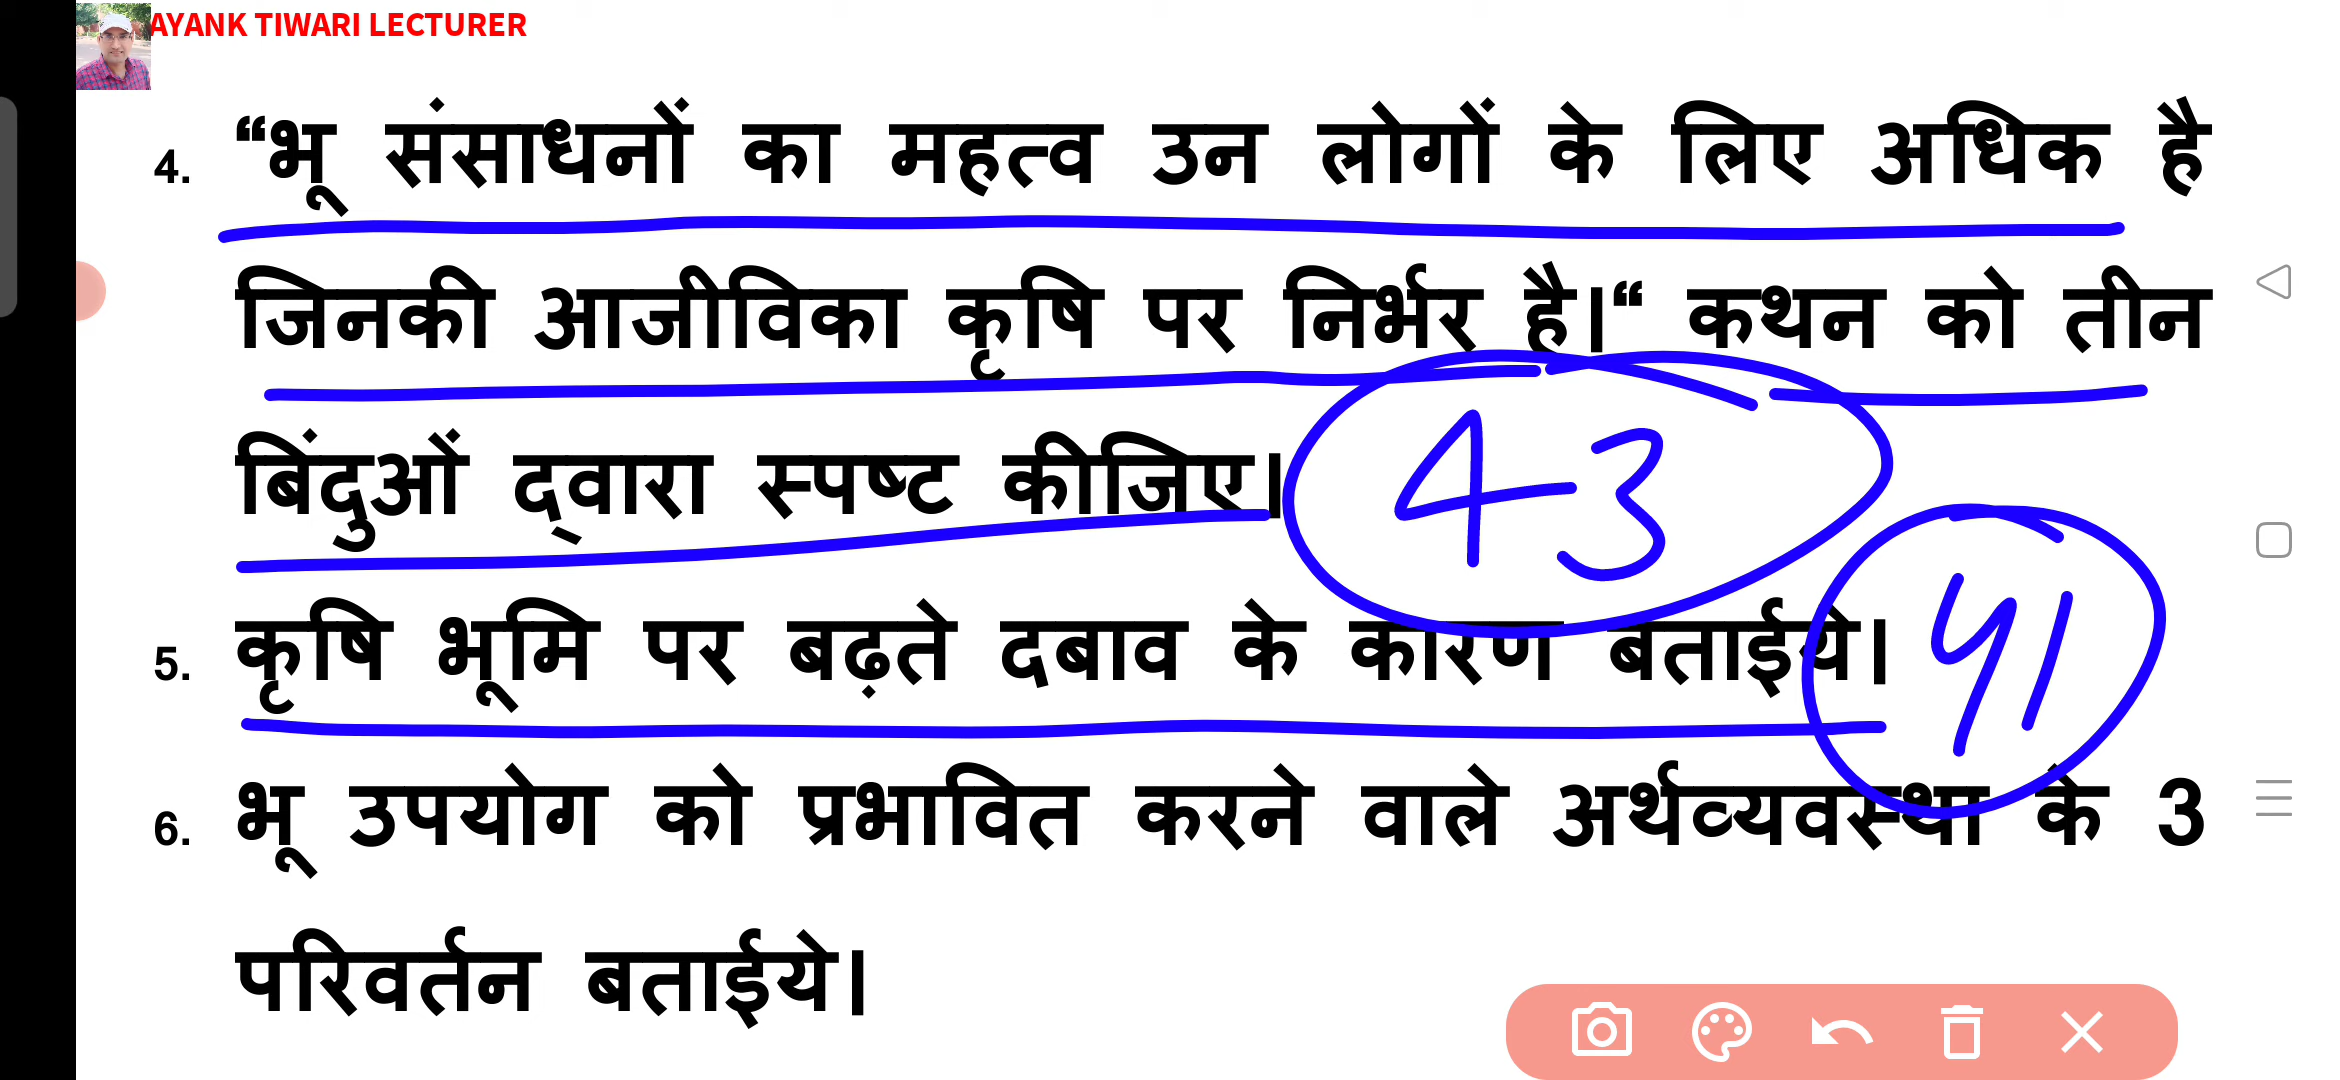 AYANK TIWARI LECTURER
4. “भू संसाधनों का महत्व उन लोगों के लिए अधिक है
जिनकी आजीविका कृषि पर निर्भर है।“ कथन को तीन
बिंदुओं द्वारा स्पष्ट कीजिए। 43
5. कृषि भूमि पर बढ़ते दबाव के कारण बताईये। 41
6. भू उपयोग को प्रभावित करने वाले अर्थव्यवस्था के 3
परिवर्तन बताईये।